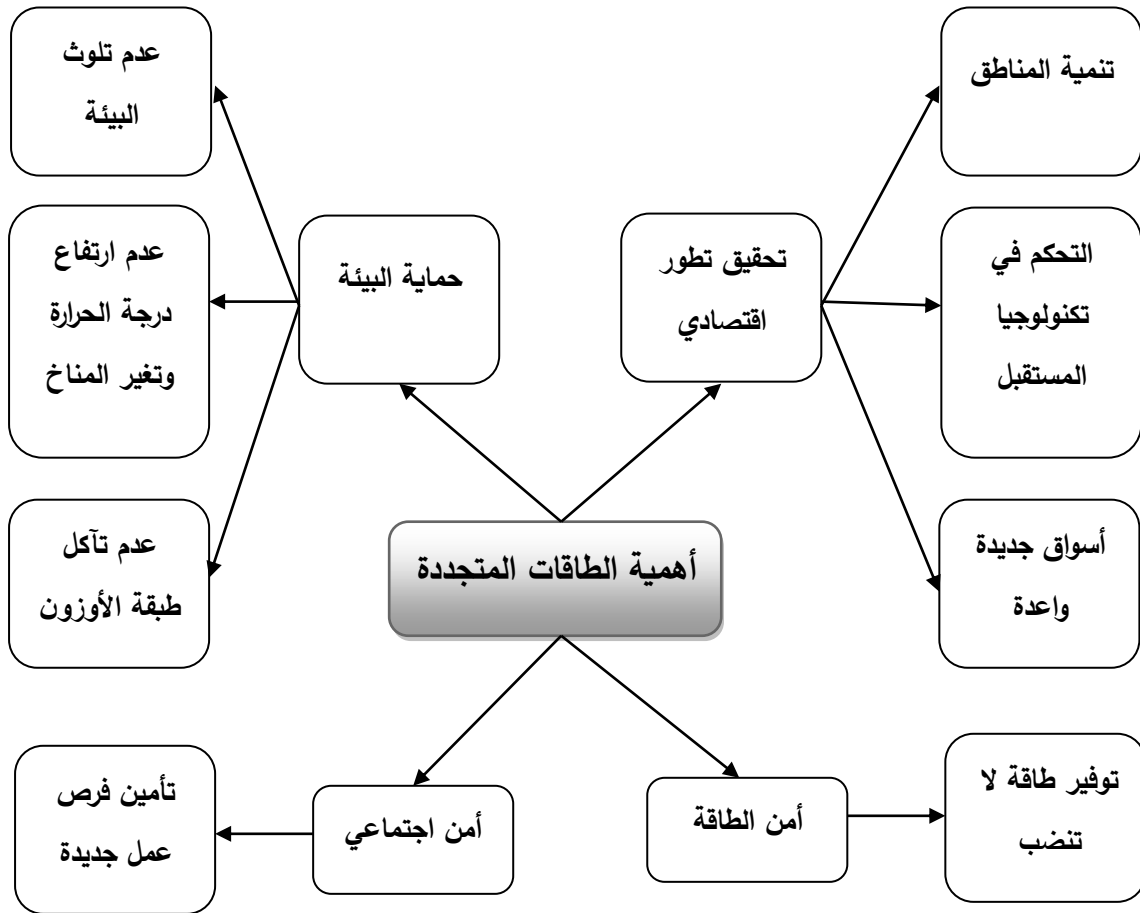 تنمية المناطق
عدم تلوث
البيئة
تحقيق تطور
اقتصادي
حماية البيئة
التحكم في
تكنولوجيا
المستقبل
عدم ارتفاع
درجة الحرارة
وتغير المناخ
أهمية الطاقات المتجددة
أسواق جديدة
واعدة
عدم تآكل
طبقة الأوزون
توفير طاقة لا
تنضب
أمن الطاقة
أمن اجتماعي
تأمين فرص
عمل جديدة